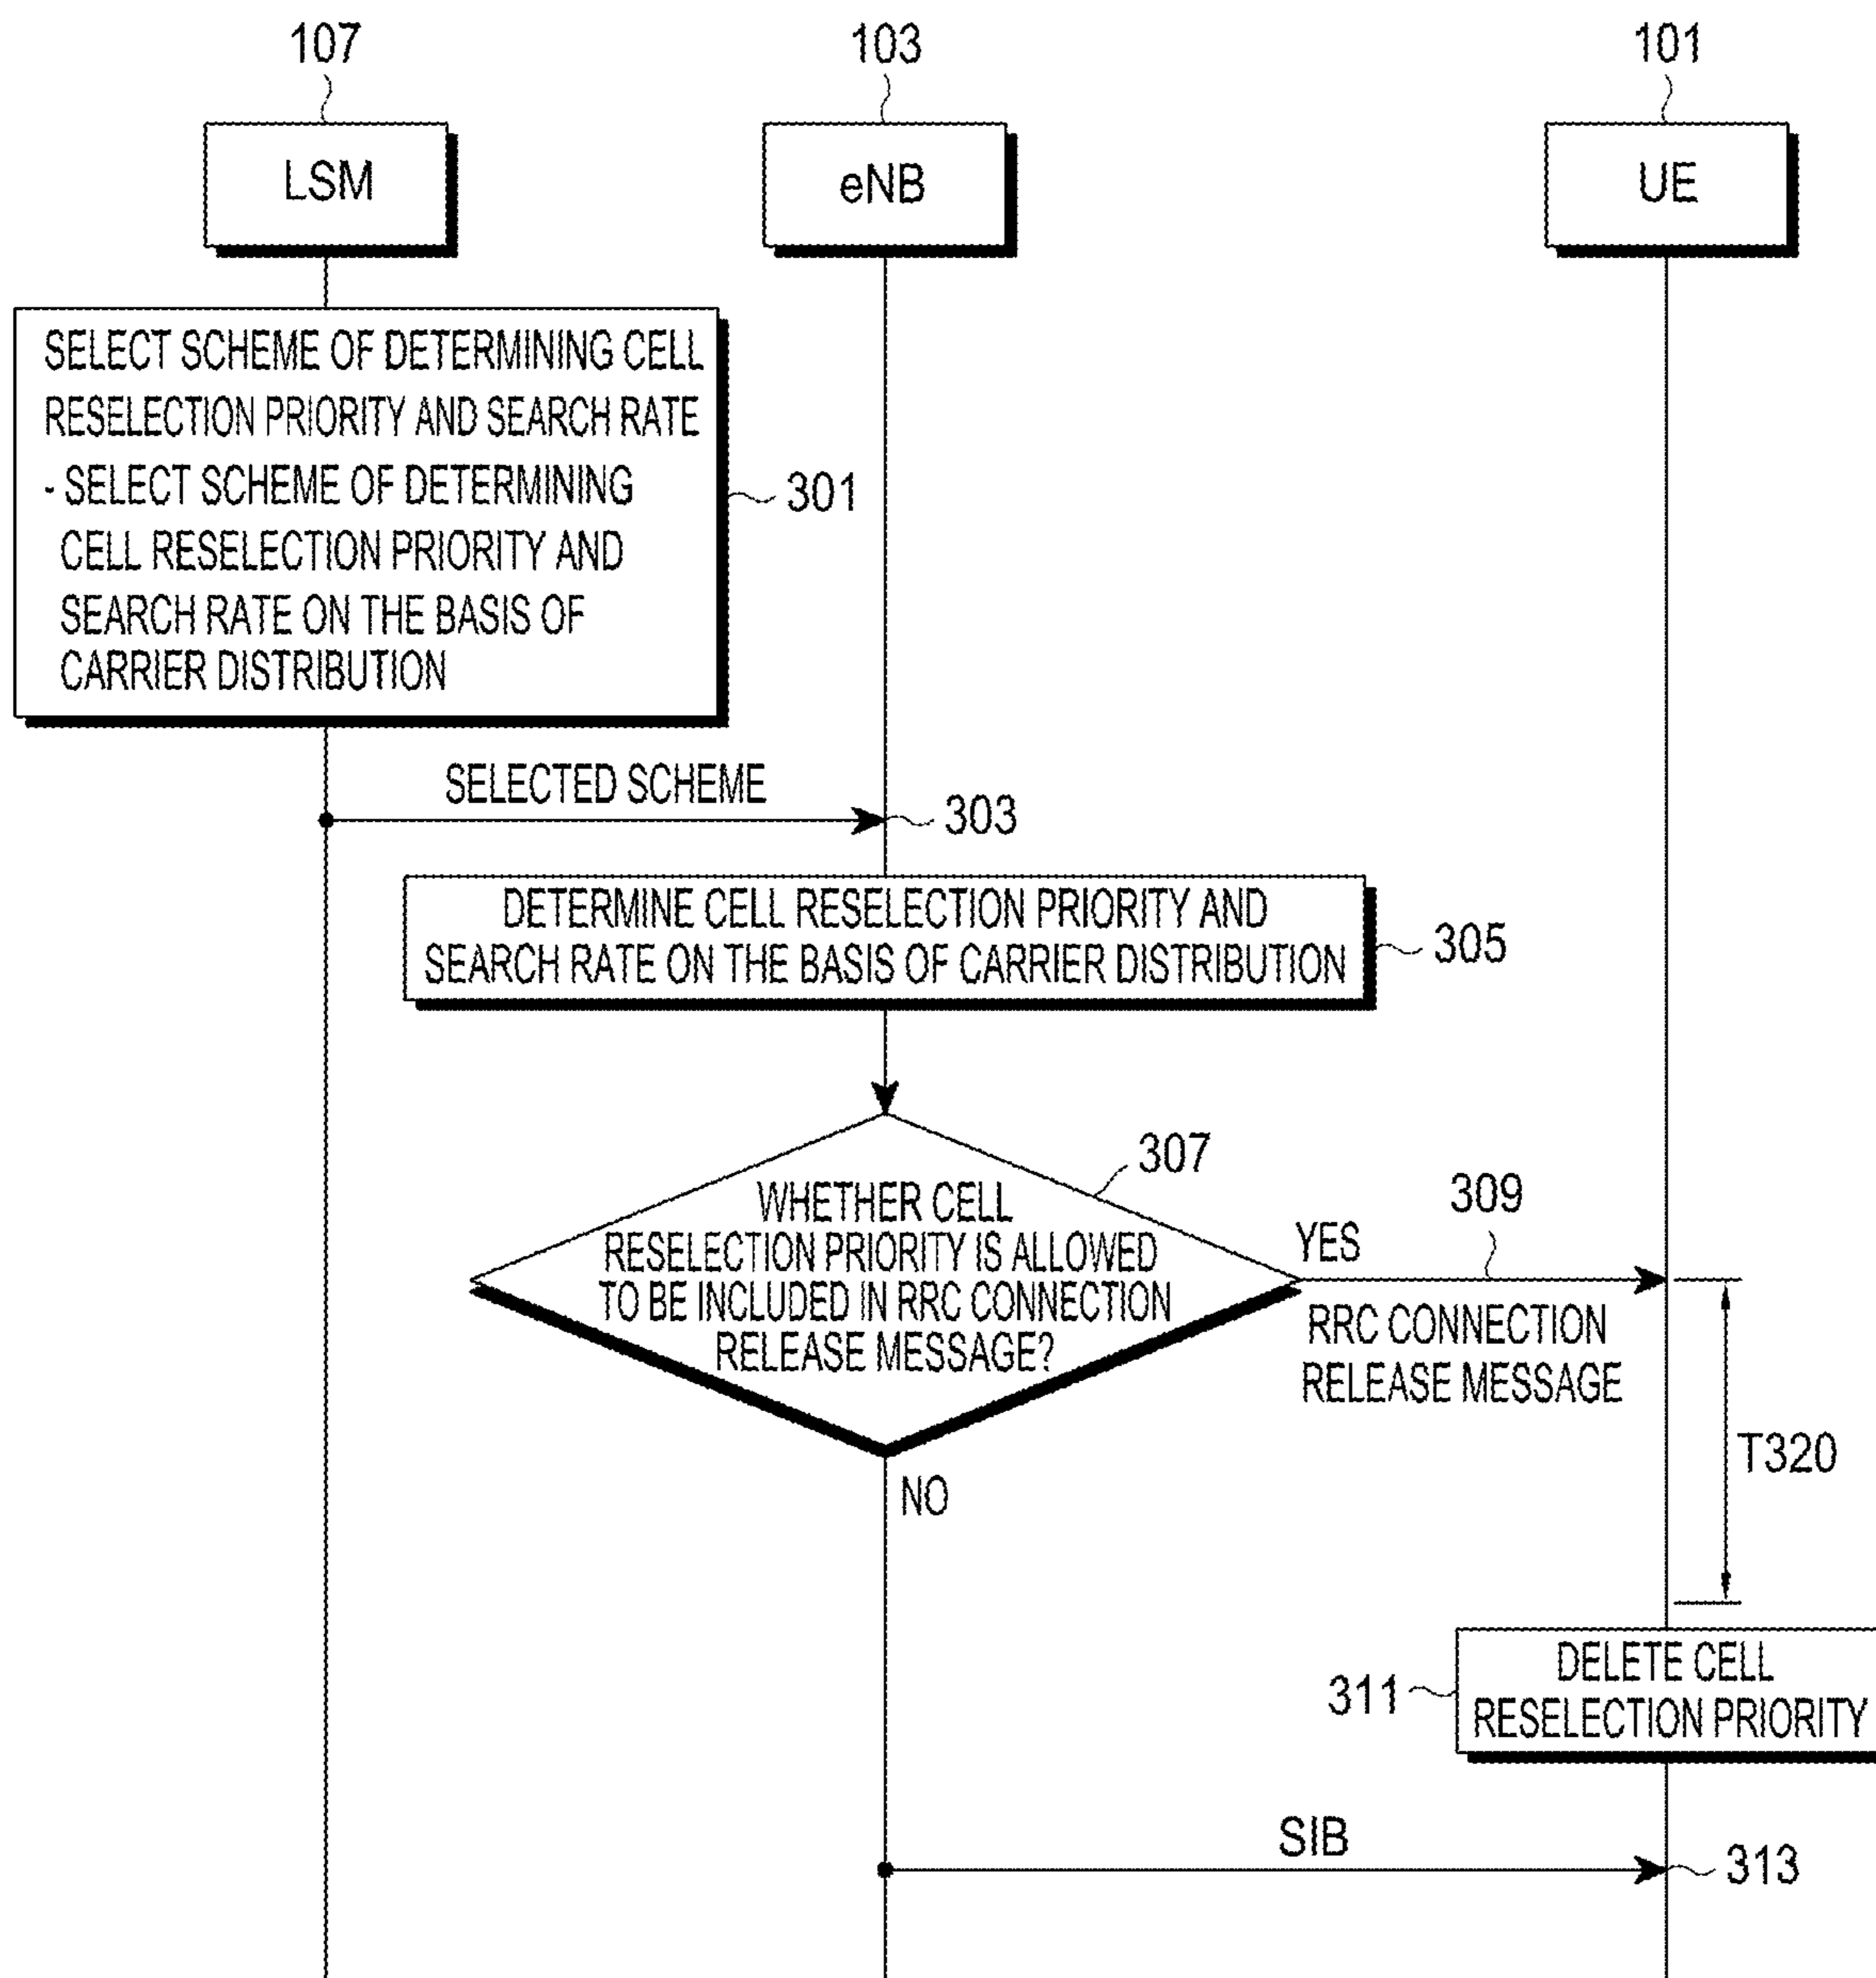 107
103
101
LSM
eNB
UE
SELECT SCHEME OF DETERMINING CELL
RESELECTION PRIORITY AND SEARCH RATE
- SELECT SCHEME OF DETERMINING
CELL RESELECTION PRIORITY AND
SEARCH RATE ON THE BASIS OF
CARRIER DISTRIBUTION
301
SELECTED SCHEME
303
DETERMINE CELL RESELECTION PRIORITY AND
SEARCH RATE ON THE BASIS OF CARRIER DISTRIBUTION
305
307
WHETHER CELL
RESELECTION PRIORITY IS ALLOWED
TO BE INCLUDED IN RRC CONNECTION
RELEASE MESSAGE?
YES
309
RRC CONNECTION
RELEASE MESSAGE
T320
NO
311
DELETE CELL
RESELECTION PRIORITY
SIB
313